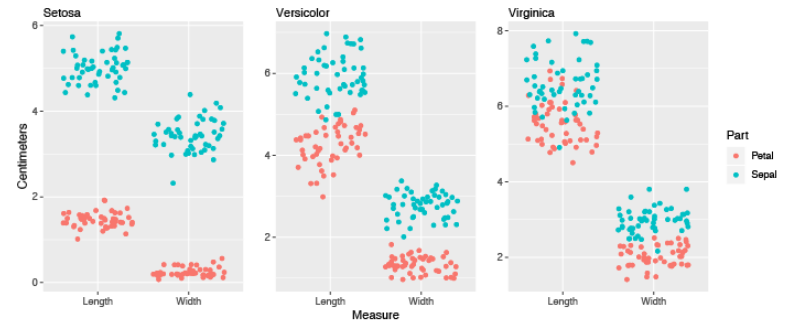 Setosa
Versicolor
Virginica
Centimeters
6
4
2
0
6
4
2
8
6
4
2
Length
Width
Length
Width
Length
Width
Measure
Part
Petal
Sepal